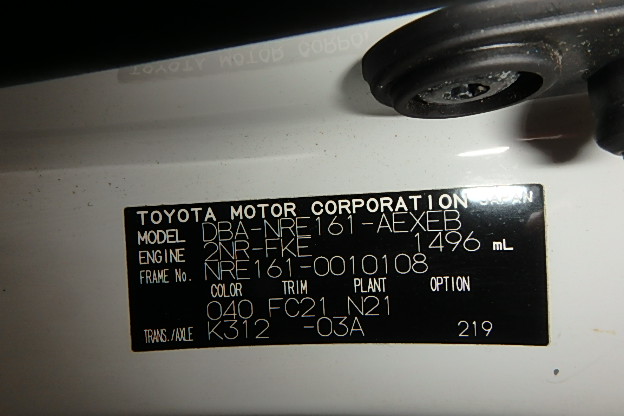 TOYOTA MOTOR CORPORATION JAPAN
MODEL DBA-NRE161-AEXEB
ENGINE 2NR-FKE 1496 mL
FRAME No. NRE161-0010108
COLOR TRIM PLANT OPTION
040 FC21 N21
TRANS./AXLE K312 -03A 219